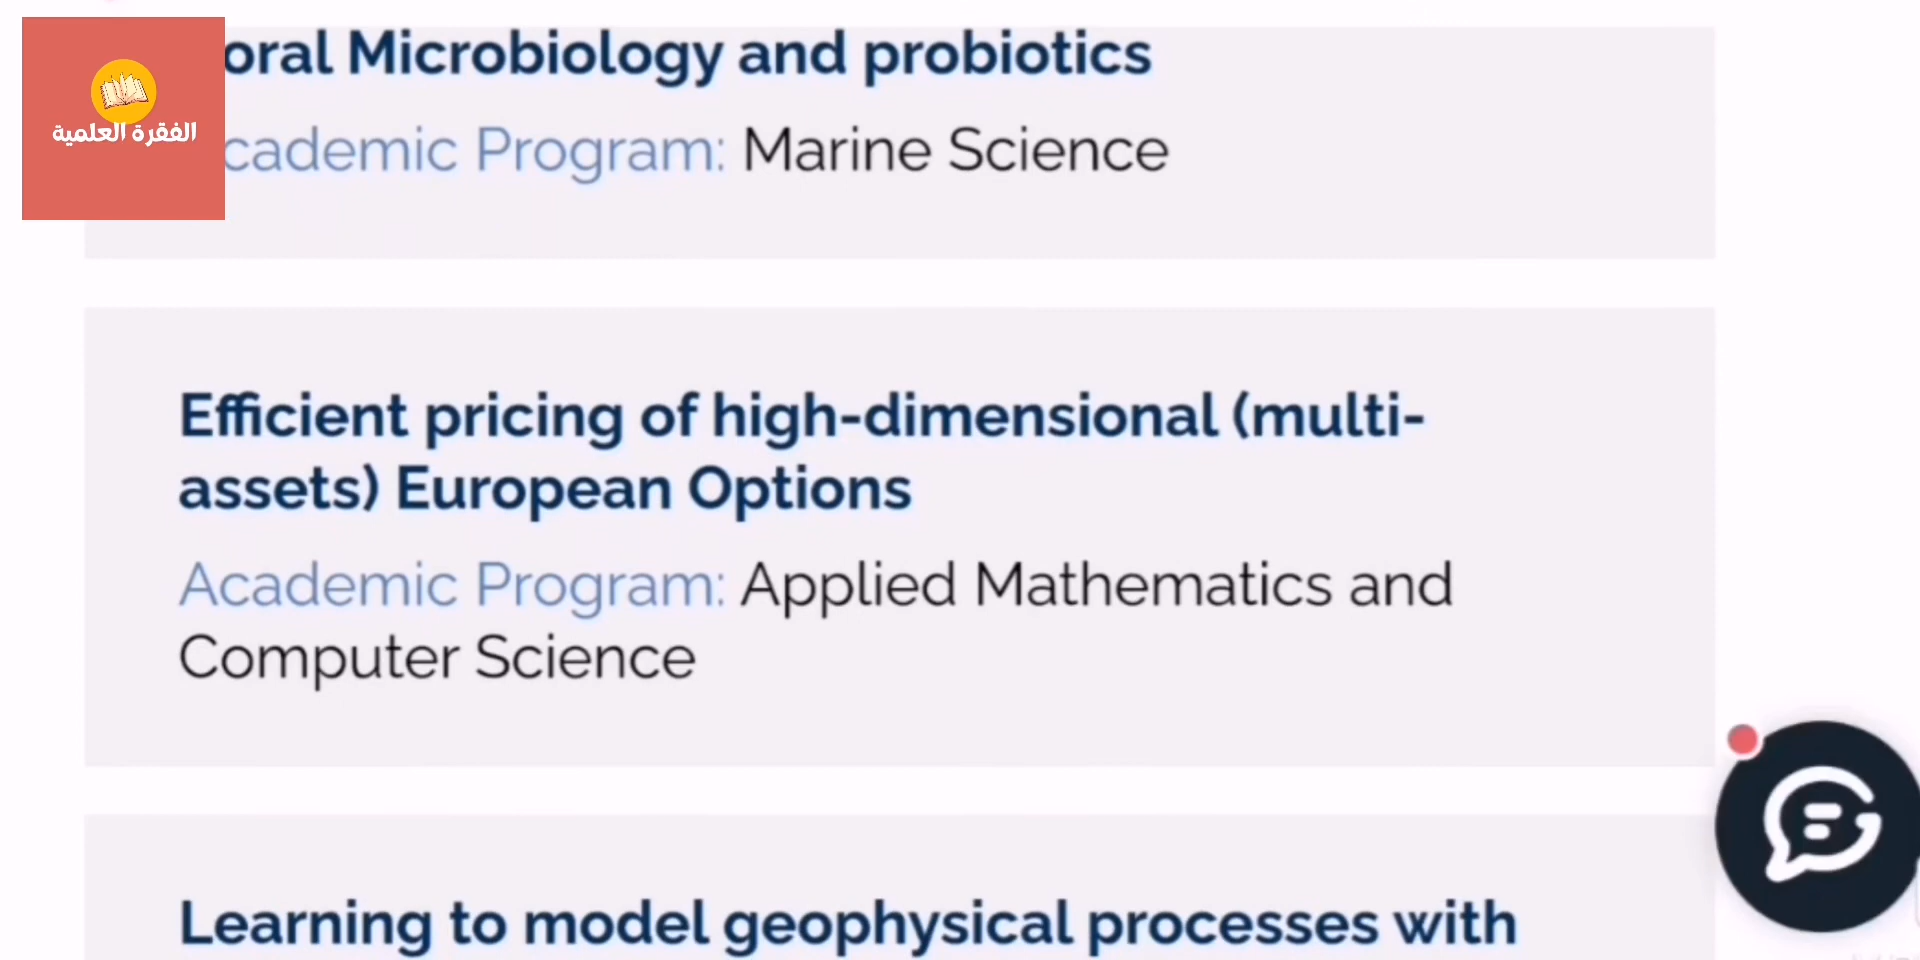 oral Microbiology and probiotics
الفقرة العلمية
cademic Program: Marine Science
Efficient pricing of high-dimensional (multi-
assets) European Options
Academic Program: Applied Mathematics and
Computer Science
Learning to model geophysical processes with